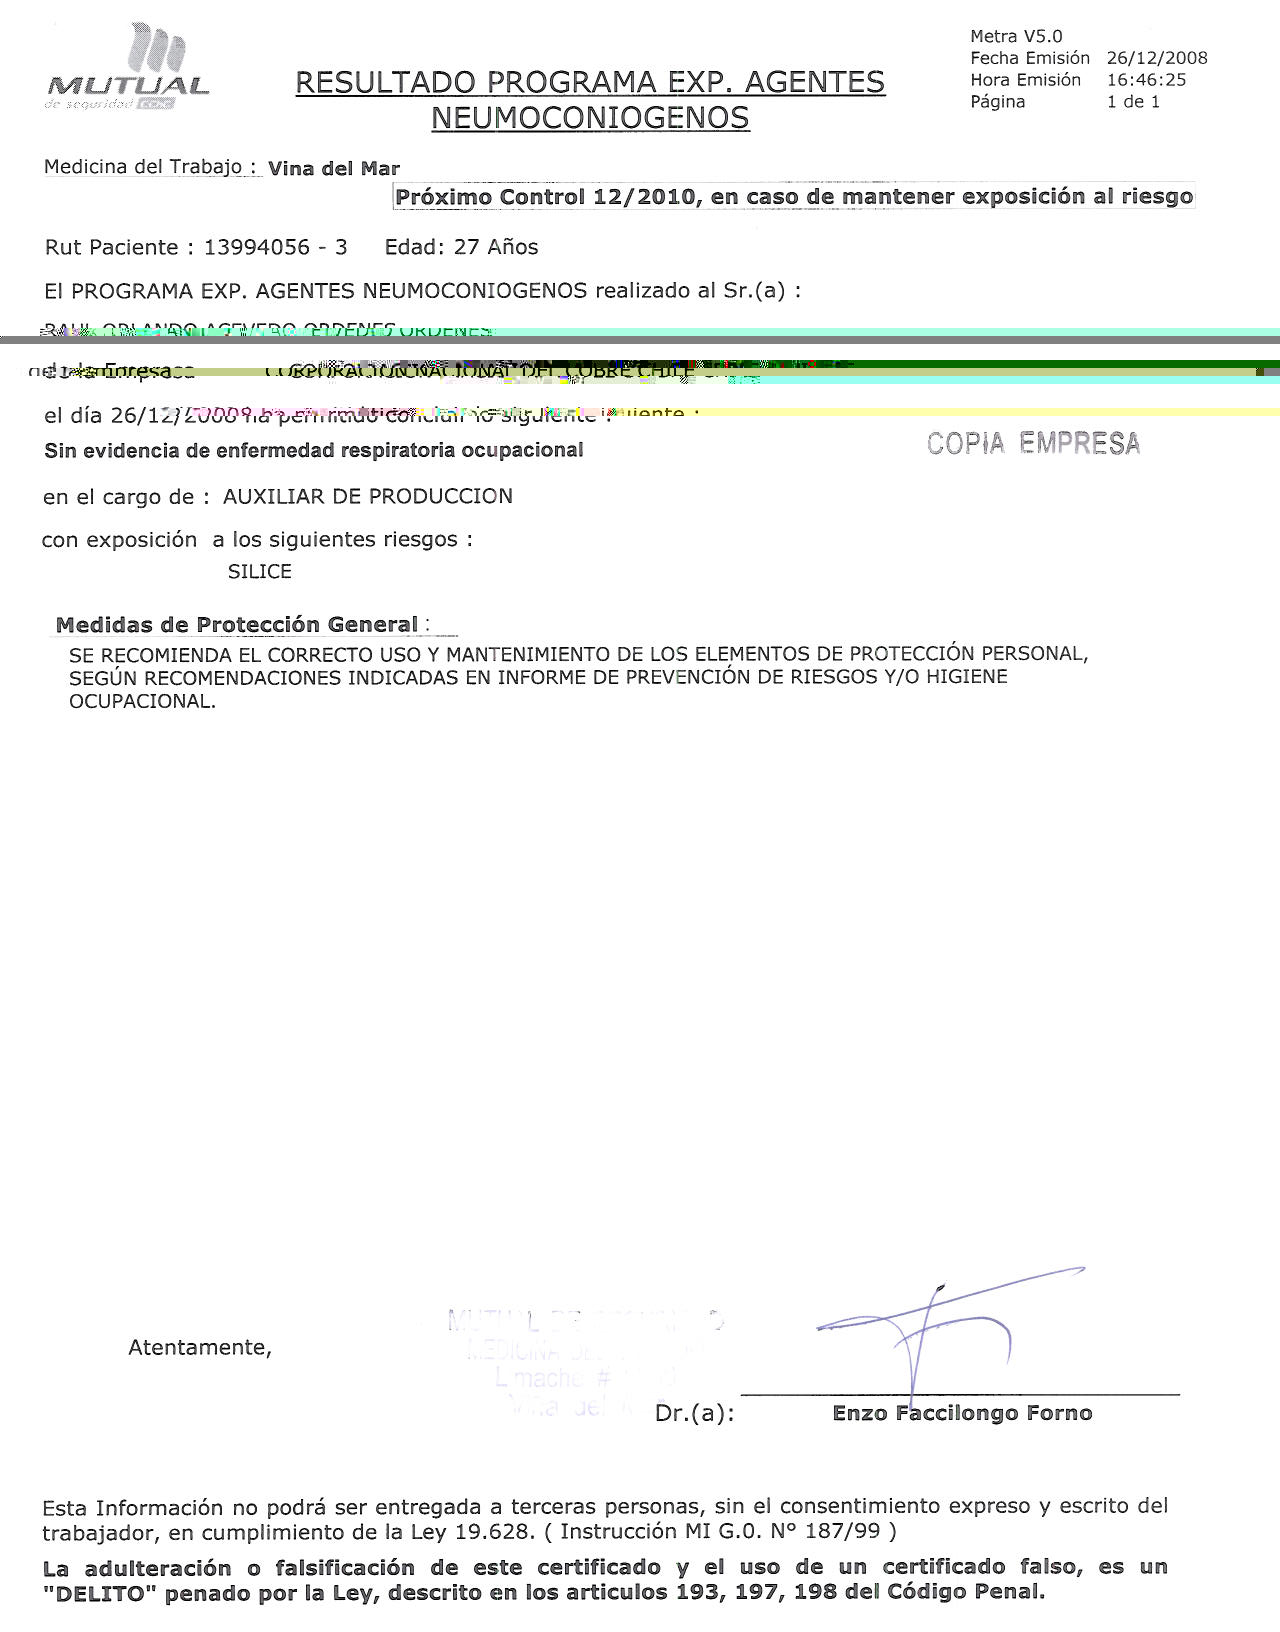 MUTUAL
de seguridad CChC
RESULTADO PROGRAMA EXP. AGENTES
NEUMOCONIOGENOS
Metra V5.0
Fecha Emisión 26/12/2008
Hora Emisión 16:46:25
Página 1 de 1
Medicina del Trabajo : Vina del Mar
Próximo Control 12/2010, en caso de mantener exposición al riesgo
Rut Paciente : 13994056 - 3 Edad: 27 Años
El PROGRAMA EXP. AGENTES NEUMOCONIOGENOS realizado al Sr.(a) :
RAUL ORLANDO ACEVEDO ORDENES
de la Empresa CORPORACION NACIONAL DEL COBRE CHILE
el día 26/12/2008 ha permitido concluir lo siguiente :
Sin evidencia de enfermedad respiratoria ocupacional
COPIA EMPRESA
en el cargo de : AUXILIAR DE PRODUCCION
con exposición a los siguientes riesgos :
SILICE
Medidas de Protección General :
SE RECOMIENDA EL CORRECTO USO Y MANTENIMIENTO DE LOS ELEMENTOS DE PROTECCIÓN PERSONAL,
SEGÚN RECOMENDACIONES INDICADAS EN INFORME DE PREVENCIÓN DE RIESGOS Y/O HIGIENE
OCUPACIONAL.
Atentamente,
MUTUAL DE
MEDICINA
Limache #
Viña del
Dr.(a): Enzo Faccilongo Forno
Esta Información no podrá ser entregada a terceras personas, sin el consentimiento expreso y escrito del
trabajador, en cumplimiento de la Ley 19.628. ( Instrucción MI G.0. N° 187/99 )
La adulteración o falsificación de este certificado y el uso de un certificado falso, es un
"DELITO" penado por la Ley, descrito en los articulos 193, 197, 198 del Código Penal.